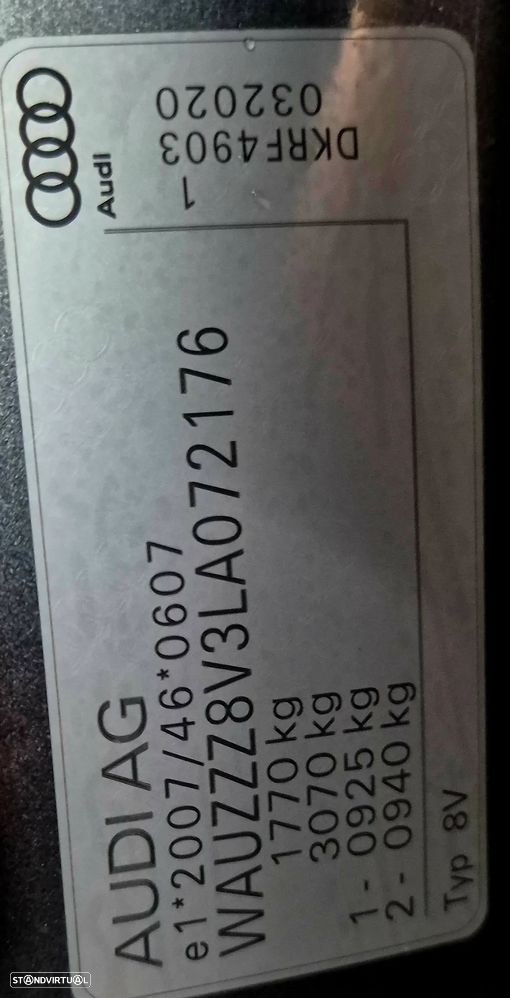 AUDI AG
e1*2007/46*0607
WAUZZZ8V3LA072176
1770 kg
3070 kg
1 - 0925 kg
2 - 0940 kg
Typ 8V
Audi
1
DKRF4903
032020
STANDVIRTUAL